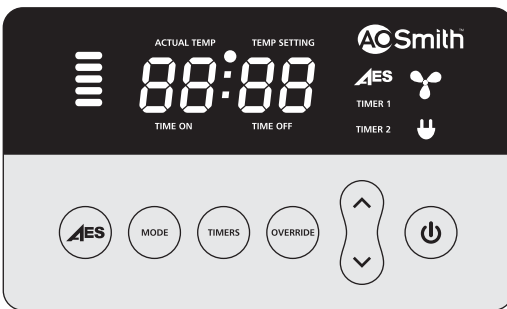 ACTUAL TEMP TEMP SETTING
AOSmith™
88:88
AES
TIMER 1
TIME ON TIME OFF
TIMER 2
AES MODE TIMERS OVERRIDE